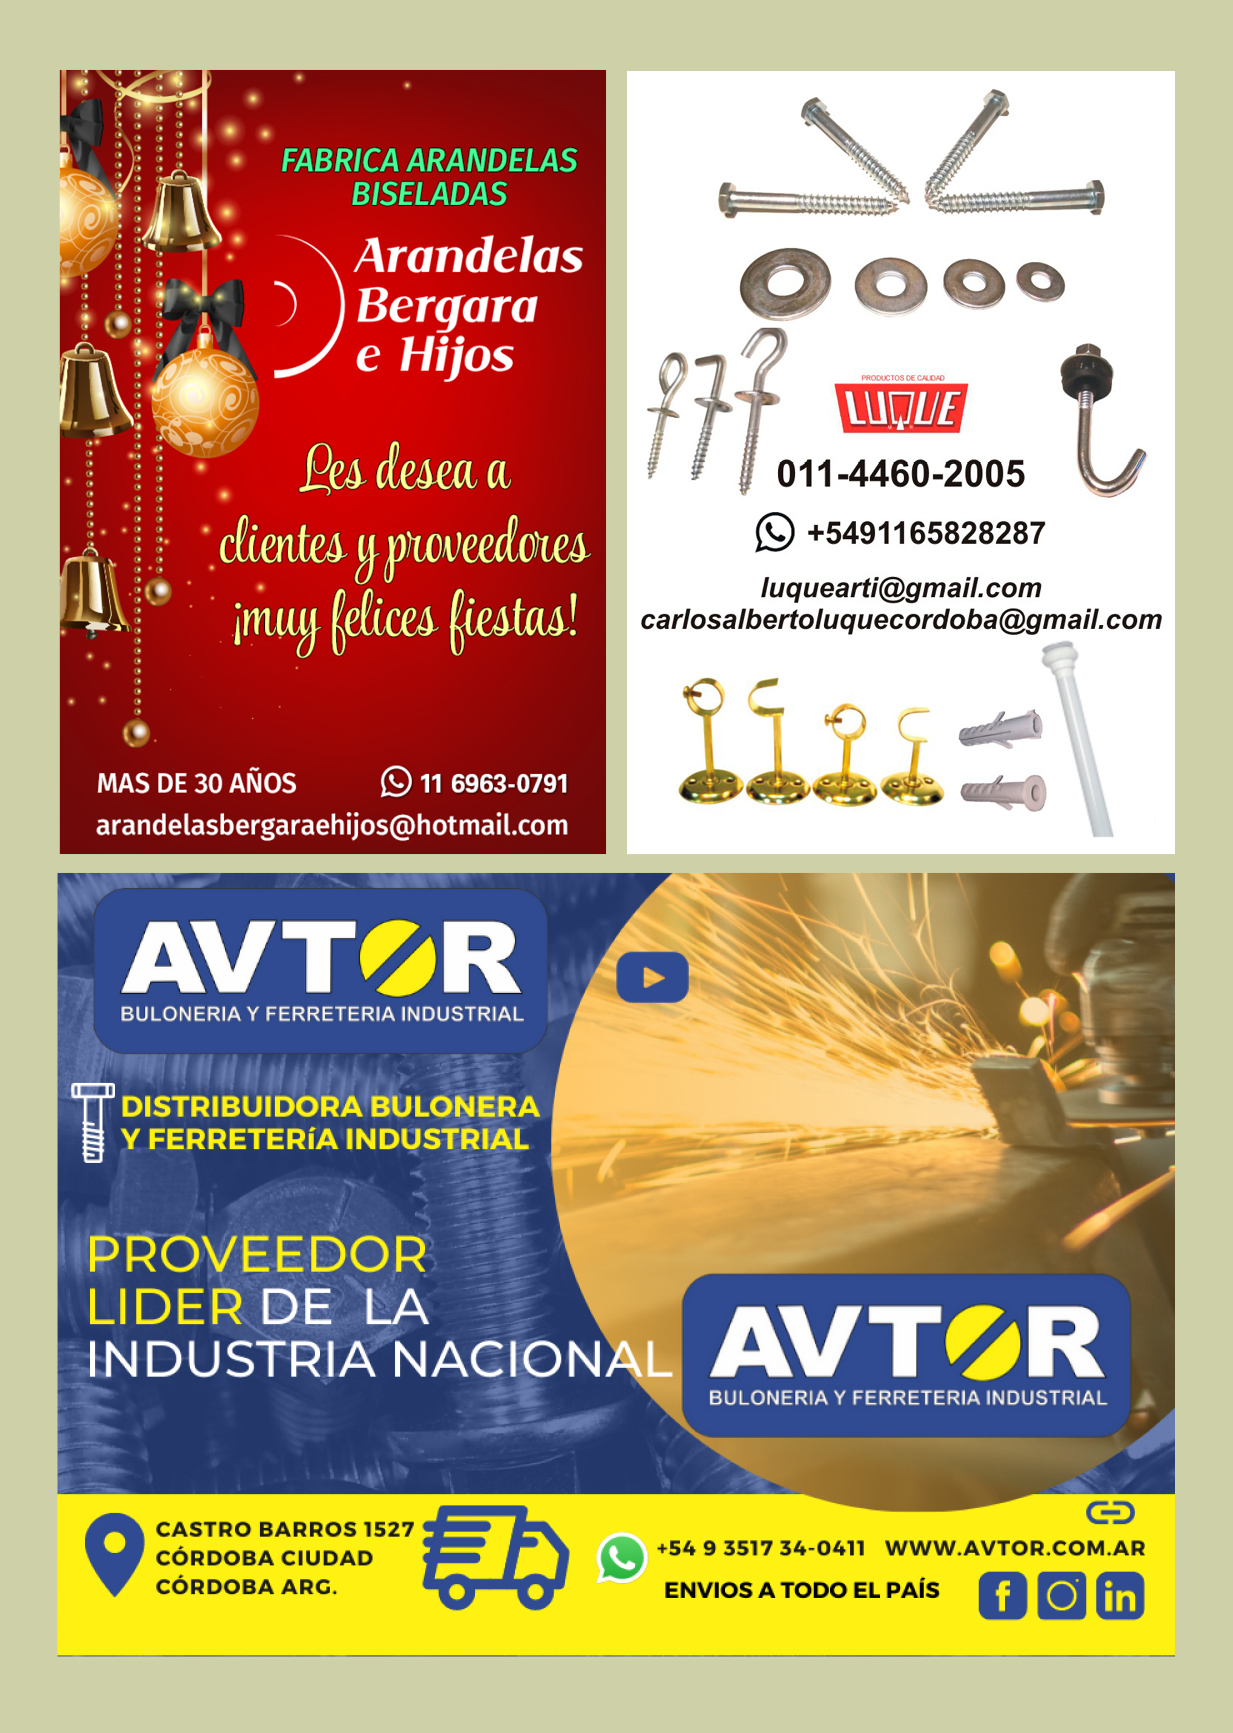 FABRICA ARANDELAS
BISELADAS
Arandelas
Bergara
e Hijos
Les desea a
clientes y proveedores
¡muy felices fiestas!
MAS DE 30 AÑOS
11 6963-0791
arandelasbergaraehijos@hotmail.com
PRODUCTOS DE CALIDAD
LUQUE
011-4460-2005
+5491165828287
luquearti@gmail.com
carlosalbertoluquecordoba@gmail.com
AVTOR
BULONERIA Y FERRETERIA INDUSTRIAL
DISTRIBUIDORA BULONERA
Y FERRETERíA INDUSTRIAL
PROVEEDOR
LIDER DE LA
INDUSTRIA NACIONAL
AVTOR
BULONERIA Y FERRETERIA INDUSTRIAL
CASTRO BARROS 1527
CÓRDOBA CIUDAD
CÓRDOBA ARG.
+54 9 3517 34-0411 WWW.AVTOR.COM.AR
ENVIOS A TODO EL PAÍS
f in